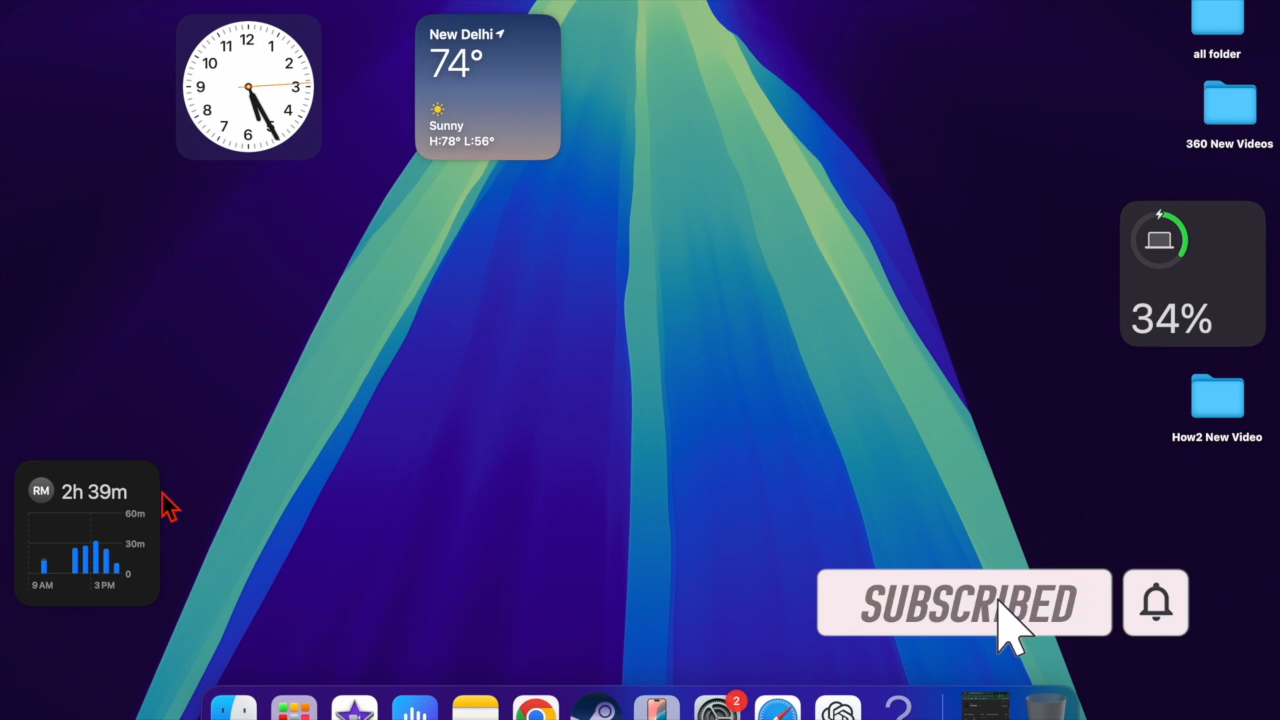 12
11
1
10
2
9
3
8
4
7
5
6
New Delhi
74°
Sunny
H:78° L:56°
all folder
360 New Videos
34%
How2 New Video
RM 2h 39m
60m
30m
0
9 AM 3 PM
SUBSCRIBED
2
?